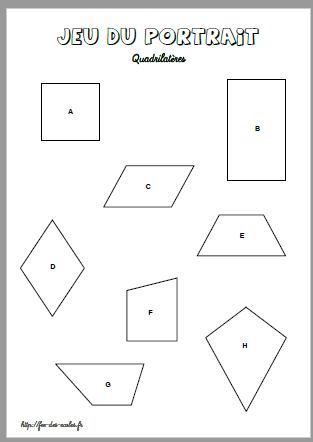 JEU DU PORTRAiT
Quadrilatères
A
B
C
E
D
F
H
G
http://fee-des-ecoles.fr